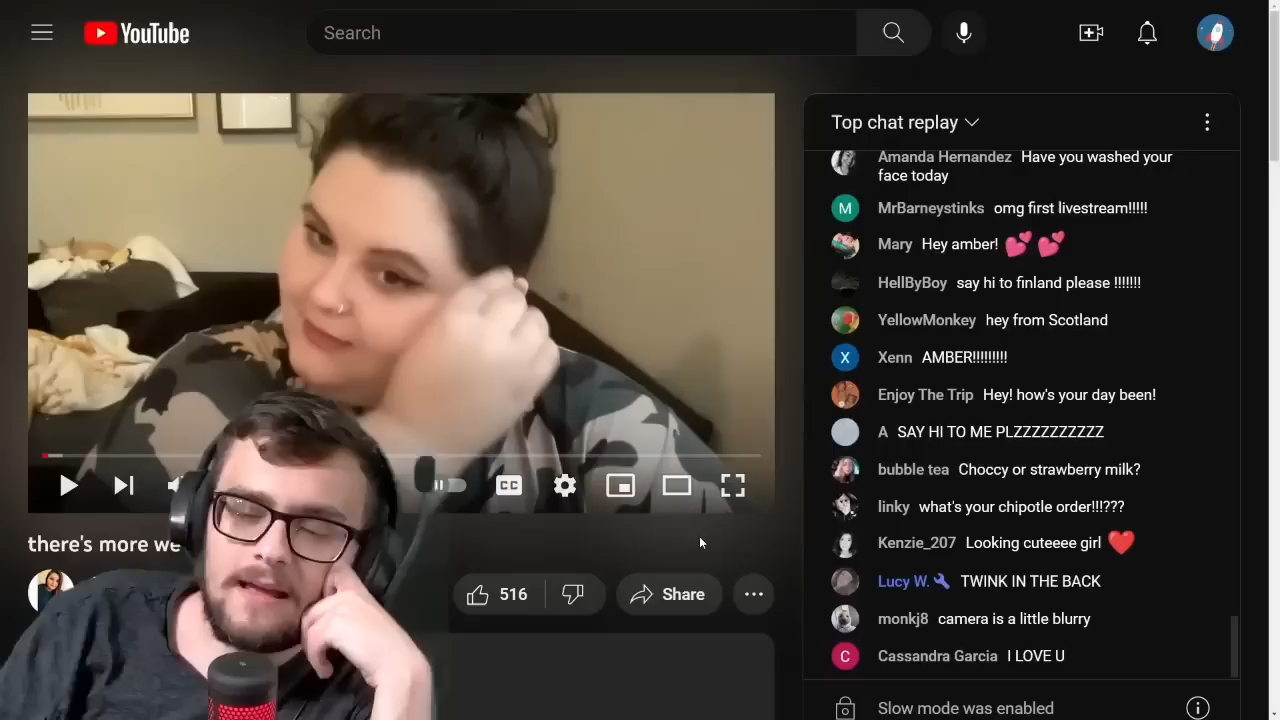 YouTube
Search
Top chat replay
Amanda Hernandez Have you washed your
face today
M MrBarneystinks omg first livestream!!!!!
Mary Hey amber! 💕 💕
HellByBoy say hi to finland please !!!!!!!
YellowMonkey hey from Scotland
X Xenn AMBER!!!!!!!!!
Enjoy The Trip Hey! how's your day been!
A SAY HI TO ME PLZZZZZZZZZZ
bubble tea Choccy or strawberry milk?
linky what's your chipotle order!!!???
Kenzie_207 Looking cuteeee girl ❤️
Lucy W. 🔧 TWINK IN THE BACK
monkj8 camera is a little blurry
C Cassandra Garcia I LOVE U
Slow mode was enabled
CC
there's more we
516
Share